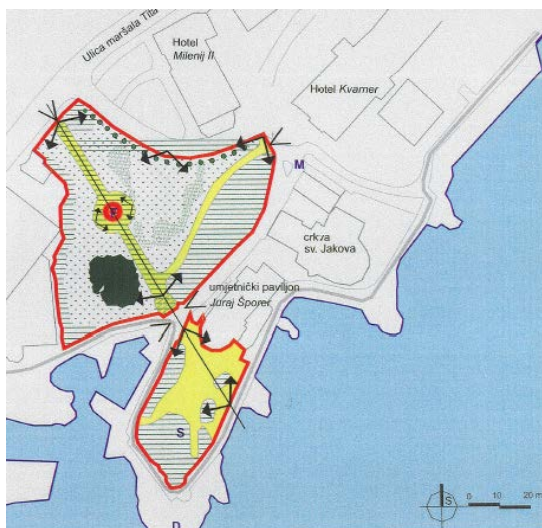 Ulica maršala Tita
Hotel
Milenij II
Hotel Kvarner
M
crkva
sv. Jakova
umjetnički paviljon
Juraj Šporer
S
D
S
0 10 20 m